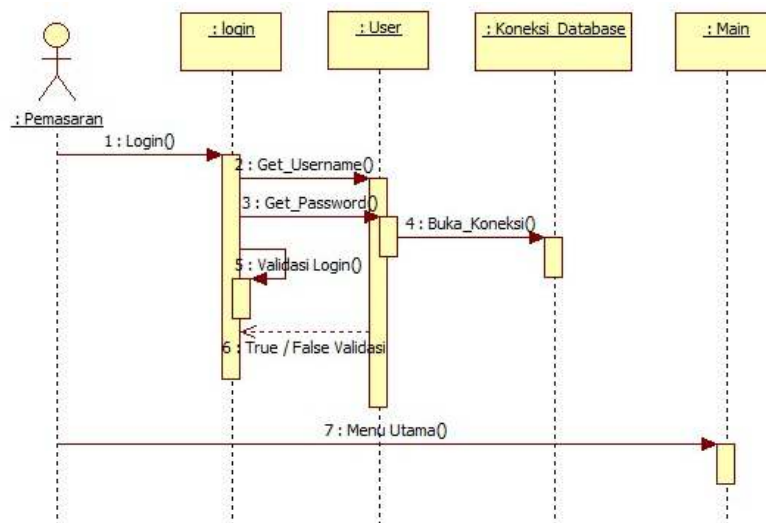 : login
: User
: Koneksi_Database
: Main
: Pemasaran
1 : Login()
2 : Get_Username()
3 : Get_Password()
4 : Buka_Koneksi()
5 : Validasi Login()
6 : True / False Validasi
7 : Menu Utama()